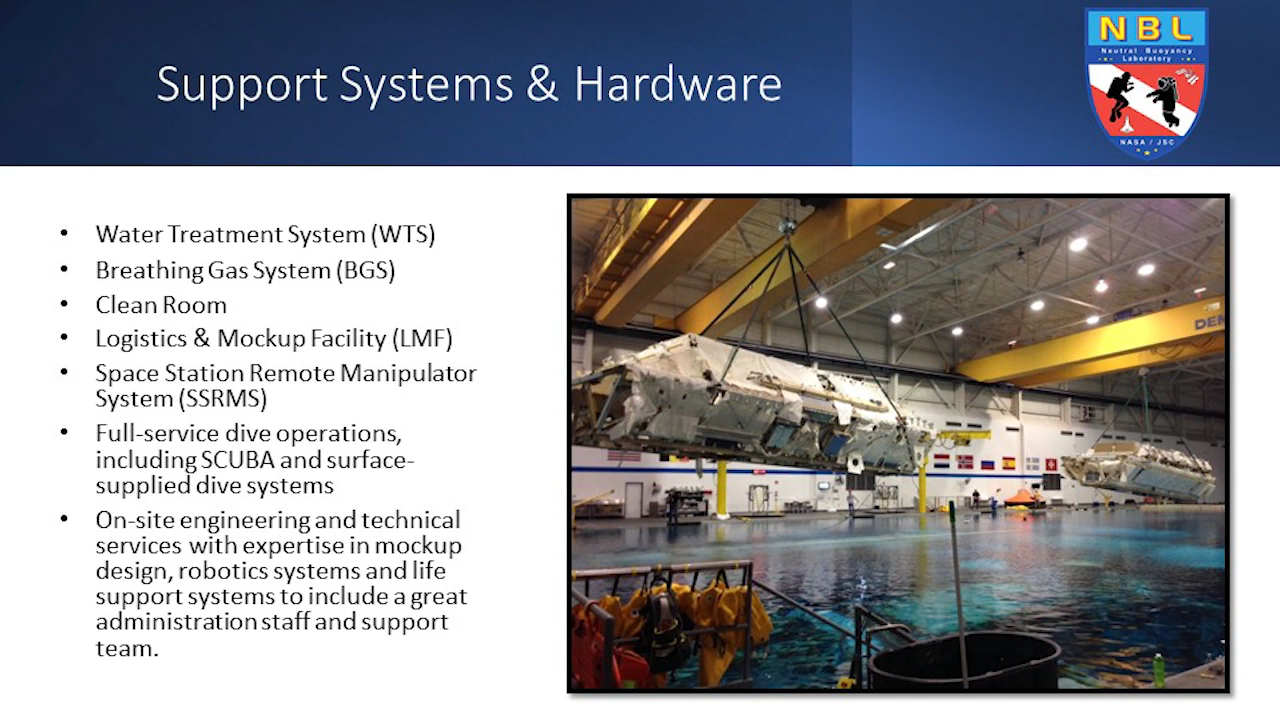 Support Systems & Hardware
NBL
Neutral Buoyancy
Laboratory
NASA / JSC
• Water Treatment System (WTS)
• Breathing Gas System (BGS)
• Clean Room
• Logistics & Mockup Facility (LMF)
• Space Station Remote Manipulator
System (SSRMS)
• Full-service dive operations,
including SCUBA and surface-
supplied dive systems
• On-site engineering and technical
services with expertise in mockup
design, robotics systems and life
support systems to include a great
administration staff and support
team.